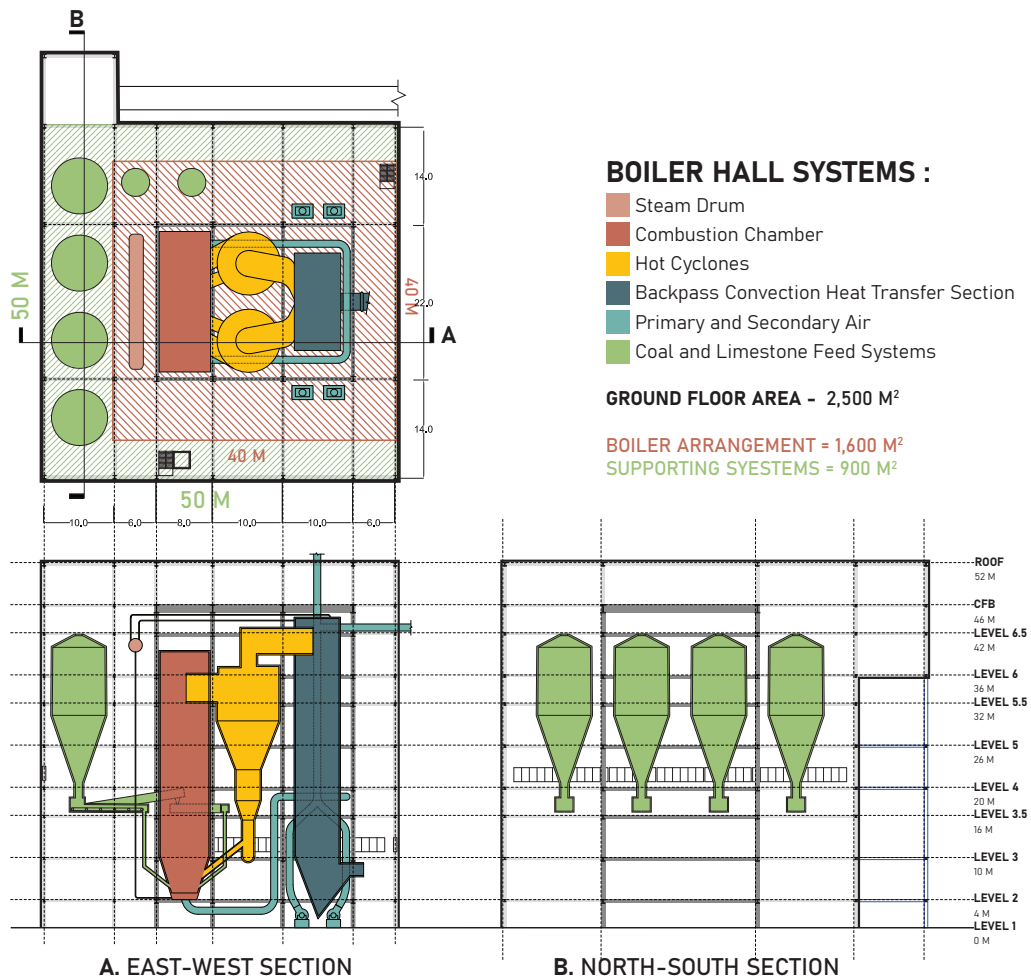 B
14.0
50 M
40 M
22.0
A
14.0
40 M
50 M
10.0
6.0
8.0
10.0
10.0
6.0
BOILER HALL SYSTEMS :
Steam Drum
Combustion Chamber
Hot Cyclones
Backpass Convection Heat Transfer Section
Primary and Secondary Air
Coal and Limestone Feed Systems
GROUND FLOOR AREA - 2,500 M²
BOILER ARRANGEMENT = 1,600 M²
SUPPORTING SYESTEMS = 900 M²
ROOF
52 M
CFB
46 M
LEVEL 6.5
42 M
LEVEL 6
36 M
LEVEL 5.5
32 M
LEVEL 5
26 M
LEVEL 4
20 M
LEVEL 3.5
16 M
LEVEL 3
10 M
LEVEL 2
4 M
LEVEL 1
0 M
A. EAST-WEST SECTION
B. NORTH-SOUTH SECTION